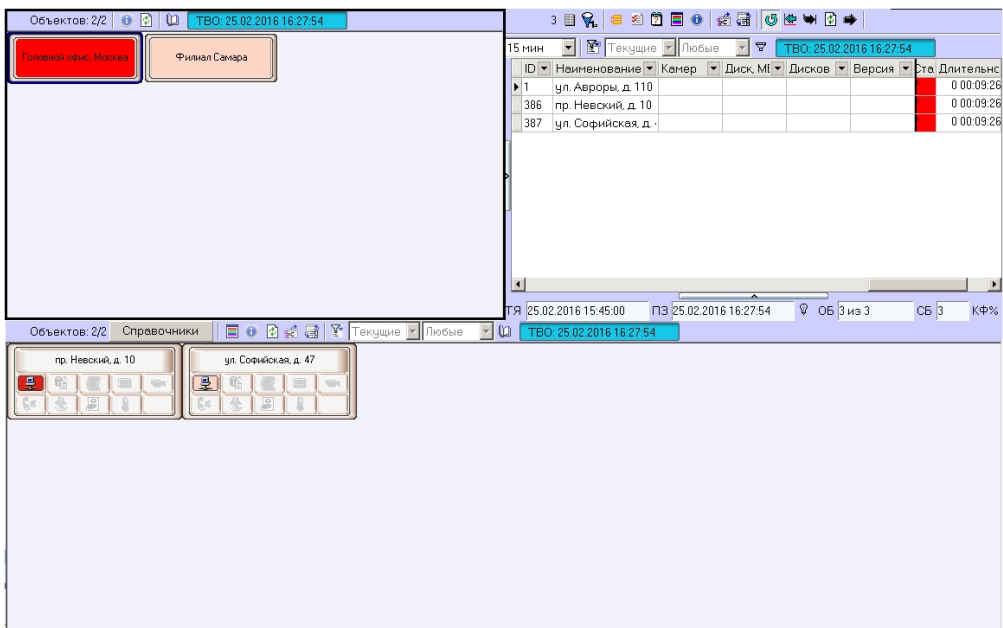 Объектов: 2/2 ТВО: 25.02.2016 16:27:54
Головной офис, Москва Филиал Самара
3
15 мин Текущие Любые ТВО: 25.02.2016 16:27:54
ID Наименование Камер Диск, МЕ Дисков Версия Ста Длительнс
1 ул. Авроры, д. 110 0 00:09:26
386 пр. Невский, д. 10 0 00:09:26
387 ул. Софийская, д. 0 00:09:26
ТЯ 25.02.2016 15:45:00 ПЗ 25.02.2016 16:27:54 ОБ 3 из 3 СБ 3 КФ%
Объектов: 2/2 Справочники Текущие Любые ТВО: 25.02.2016 16:27:54
пр. Невский, д. 10 ул. Софийская, д. 47